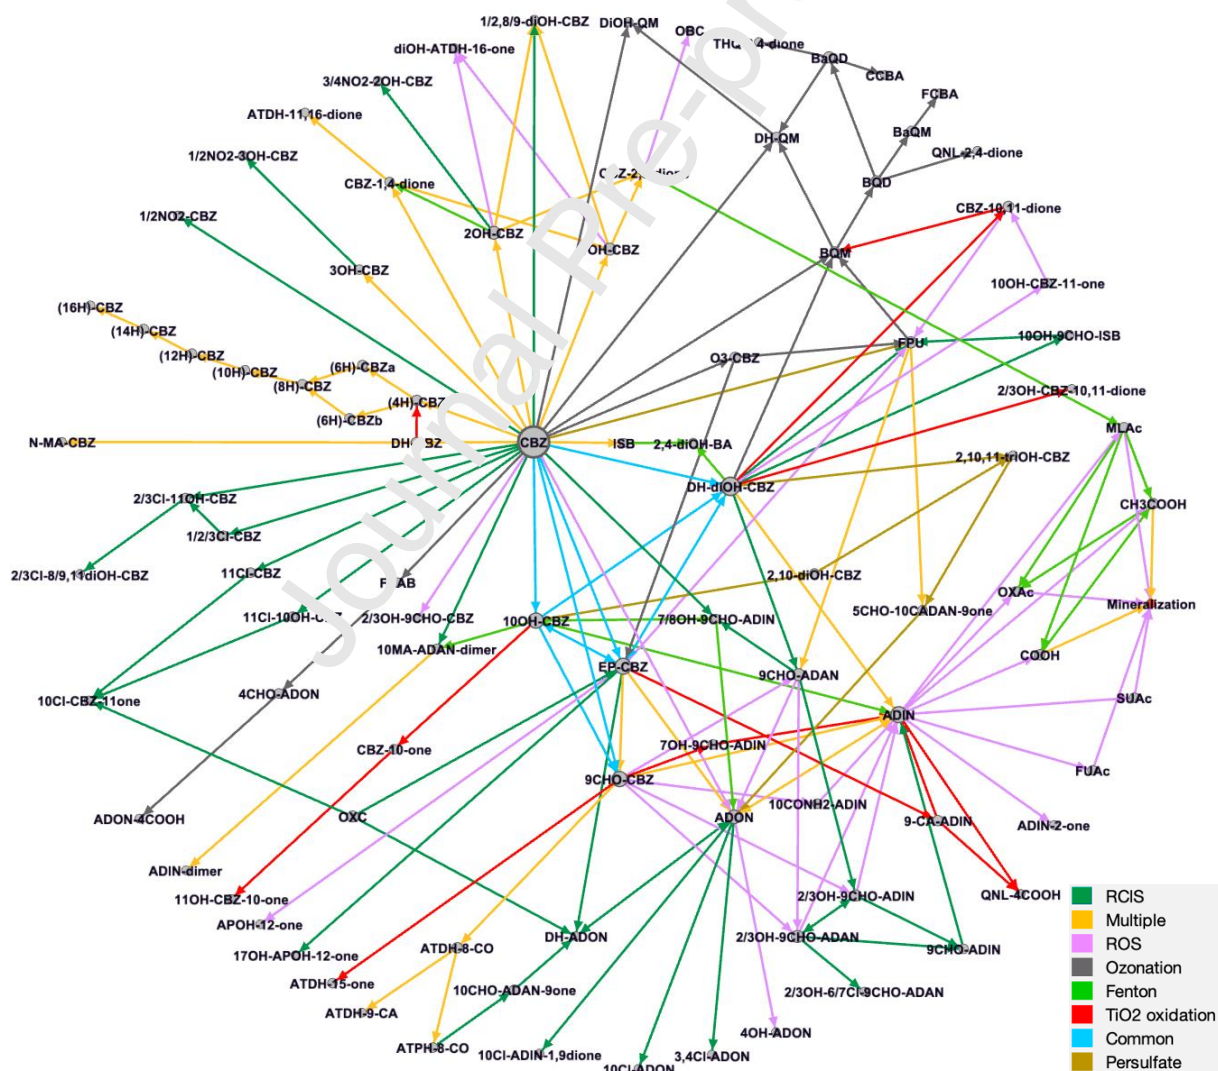 1/2,8/9-diOH-CBZ
DiOH-QM
OBC
diOH-ATDH-16-one
BaQD
CCBA
3/4NO2-2OH-CBZ
FCBA
ATDH-11,16-dione
BaQM
DH-QM
QNL-2,4-dione
1/2NO2-3OH-CBZ
CBZ-1,4-dione
BQD
1/2NO2-CBZ
CBZ-10,11-dione
2OH-CBZ
OH-CBZ
BQM
3OH-CBZ
10OH-CBZ-11-one
(16H)-CBZ
(14H)-CBZ
10OH-9CHO-ISB
FPU
(12H)-CBZ
O3-CBZ
(10H)-CBZ
(6H)-CBZa
(8H)-CBZ
2/3OH-CBZ-10,11-dione
(4H)-CBZ
(6H)-CBZb
MLAc
N-MA-CBZ
CBZ
ISB
2,4-diOH-BA
2,10,11-triOH-CBZ
DH-diOH-CBZ
2/3Cl-11OH-CBZ
CH3COOH
1/2/3Cl-CBZ
2/3Cl-8/9,11diOH-CBZ
11Cl-CBZ
2,10-diOH-CBZ
OXAc
Mineralization
5CHO-10CADAN-9one
2/3OH-9CHO-CBZ
10OH-CBZ
7/8OH-9CHO-ADIN
10MA-ADAN-dimer
COOH
EP-CBZ
9CHO-ADAN
4CHO-ADON
10Cl-CBZ-11one
SUAc
ADIN
CBZ-10-one
7OH-9CHO-ADIN
FUAc
9CHO-CBZ
10CONH2-ADIN
ADON-4COOH
OXC
ADON
9-CA-ADIN
ADIN-2-one
ADIN-dimer
11OH-CBZ-10-one
2/3OH-9CHO-ADIN
QNL-4COOH
APOH-12-one
DH-ADON
2/3OH-9CHO-ADAN
9CHO-ADIN
17OH-APOH-12-one
ATDH-8-CO
ATDH-15-one
10CHO-ADAN-9one
2/3OH-6/7Cl-9CHO-ADAN
ATDH-9-CA
4OH-ADON
ATPH-8-CO
10Cl-ADIN-1,9dione
3,4Cl-ADON
10Cl-ADON
RCIS
Multiple
ROS
Ozonation
Fenton
TiO2 oxidation
Common
Persulfate
Journal Pre-pr